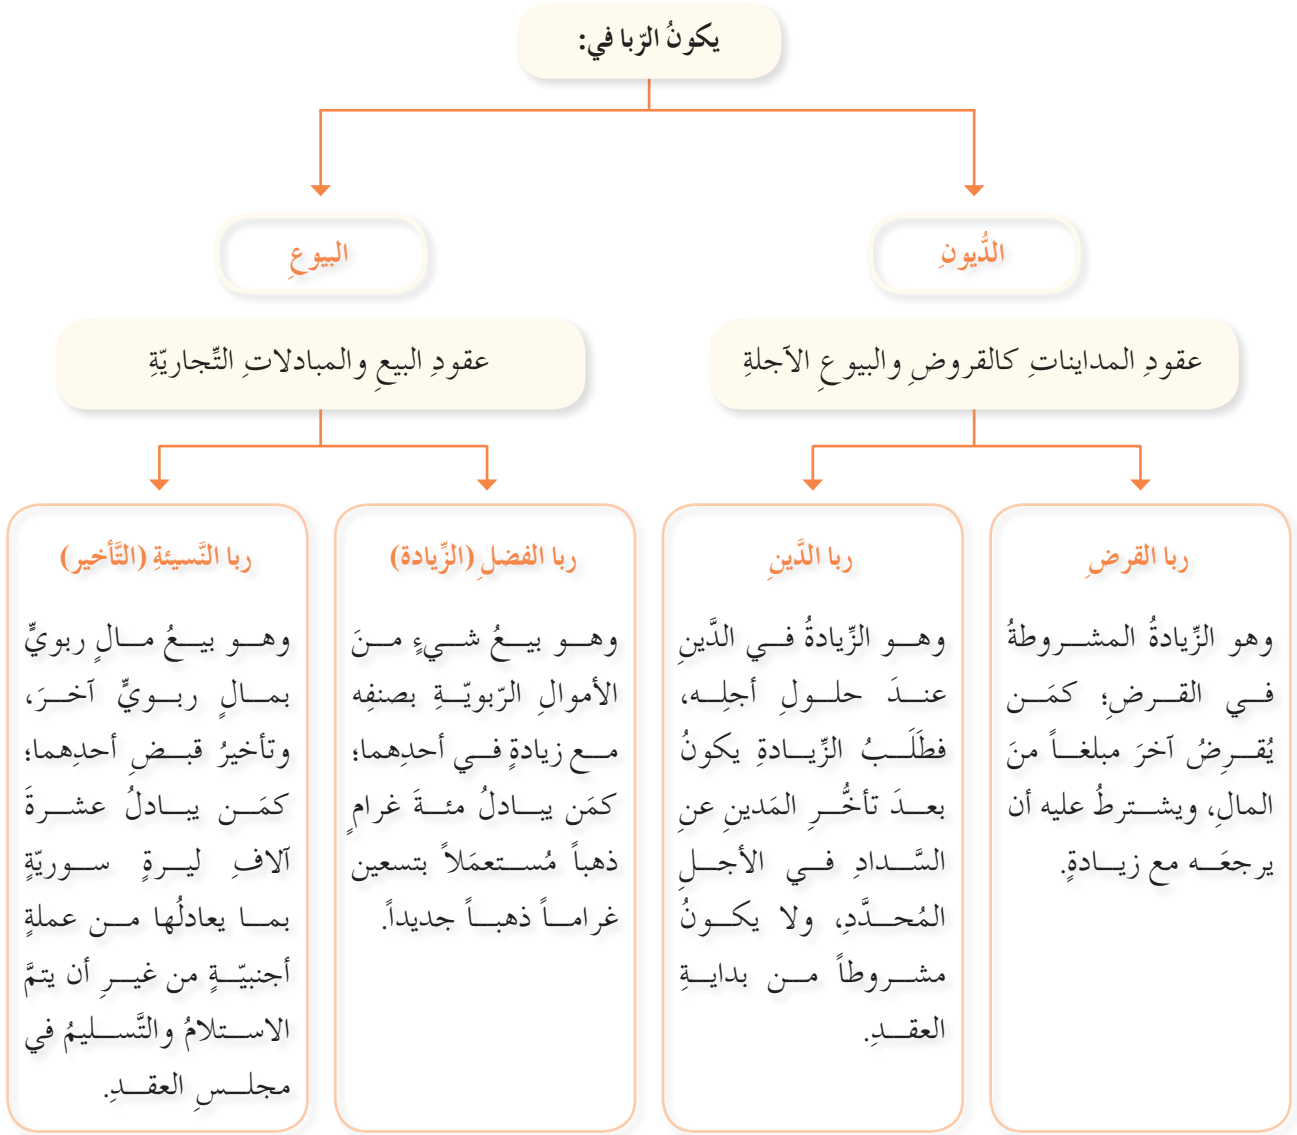 يكونُ الرّبا في:
الدُّيونِ
البيوعِ
عقودِ المدايناتِ كالقروضِ والبيوعِ الآجلةِ
عقودِ البيعِ والمبادلاتِ التِّجاريّةِ
ربا القرضِ
وهو الزِّيادةُ المشروطةُ
في القرضِ؛ كمَن
يُقرِضُ آخرَ مبلغاً منَ
المالِ، ويشترطُ عليه أن
يرجعَه مع زيادةٍ.
ربا الدَّينِ
وهو الزِّيادةُ في الدَّينِ
عندَ حلولِ أجلِه،
فطَلَبُ الزِّيادةِ يكونُ
بعدَ تأخُّرِ المَدينِ عنِ
السَّدادِ في الأجلِ
المُحدَّدِ، ولا يكونُ
مشروطاً من بدايةِ
العقدِ.
ربا الفضلِ (الزِّيادة)
وهو بيعُ شيءٍ منَ
الأموالِ الرّبويّةِ بصنفِه
مع زيادةٍ في أحدِهما؛
كمَن يبادلُ مئةَ غرامٍ
ذهباً مُستعمَلاً بتسعين
غراماً ذهباً جديداً.
ربا النَّسيئةِ (التَّأخير)
وهو بيعُ مالٍ ربويٍّ
بمالٍ ربويٍّ آخرَ،
وتأخيرُ قبضِ أحدِهما؛
كمَن يبادلُ عشرةَ
آلافِ ليرةٍ سوريّةٍ
بما يعادلُها من عملةٍ
أجنبيّةٍ من غيرِ أن يتمَّ
الاستلامُ والتَّسليمُ في
مجلسِ العقدِ.